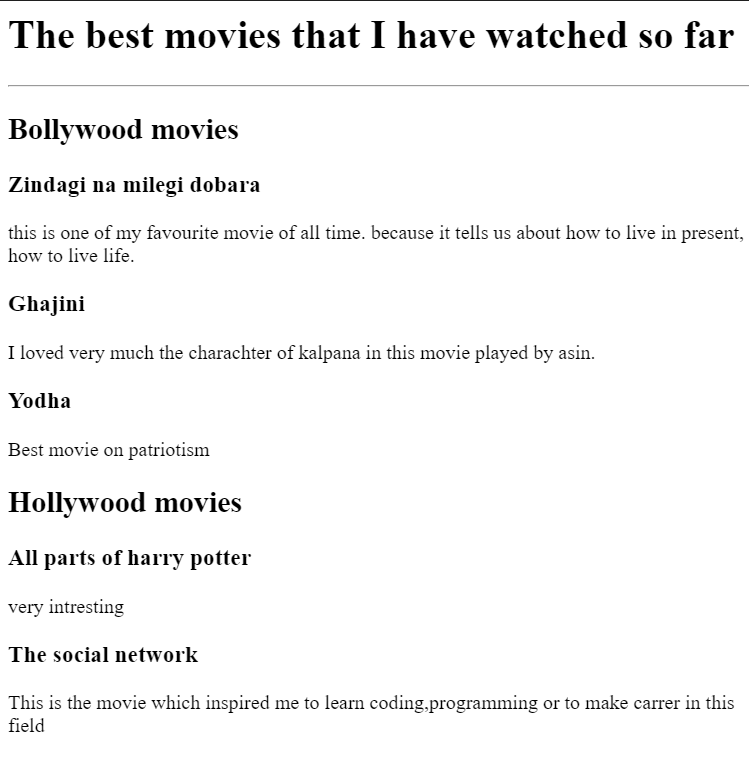 The best movies that I have watched so far
Bollywood movies
Zindagi na milegi dobara
this is one of my favourite movie of all time. because it tells us about how to live in present,
how to live life.
Ghajini
I loved very much the charachter of kalpana in this movie played by asin.
Yodha
Best movie on patriotism
Hollywood movies
All parts of harry potter
very intresting
The social network
This is the movie which inspired me to learn coding,programming or to make carrer in this
field